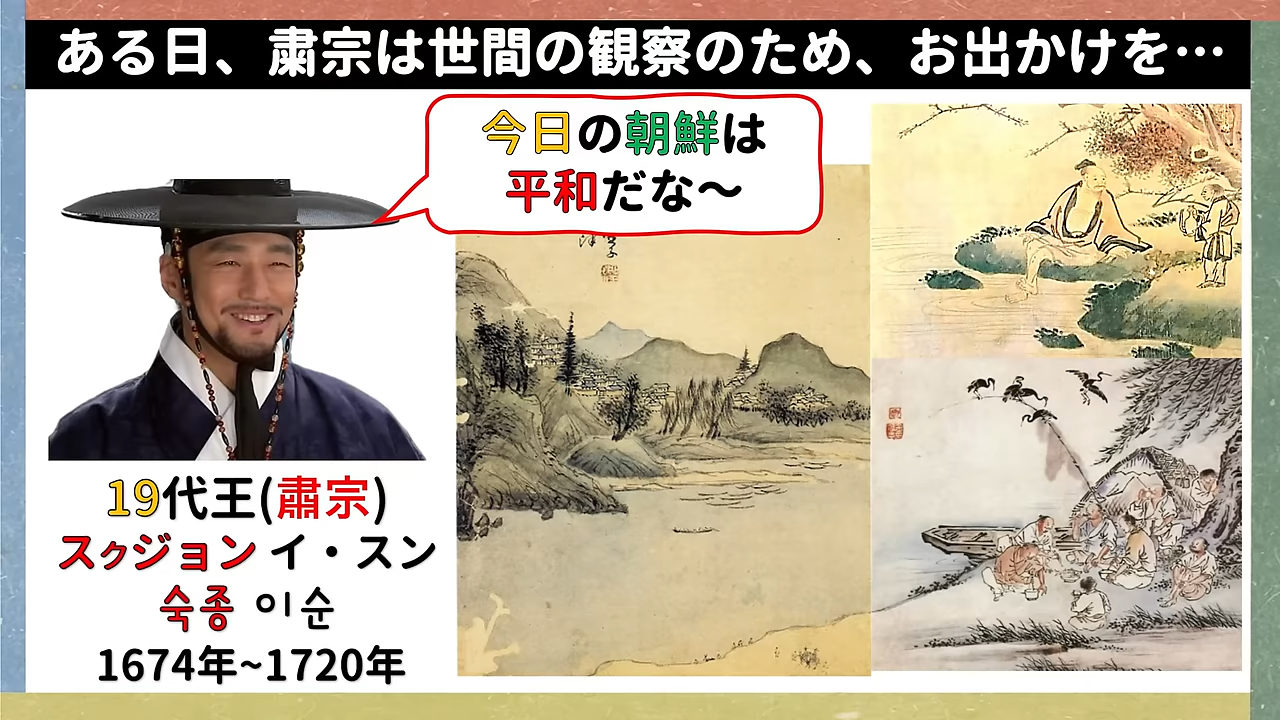 ある日、粛宗は世間の観察のため、お出かけを…
今日の朝鮮は
平和だな～
19代王(肅宗)
スクジョン イ・スン
숙종 이순
1674年~1720年